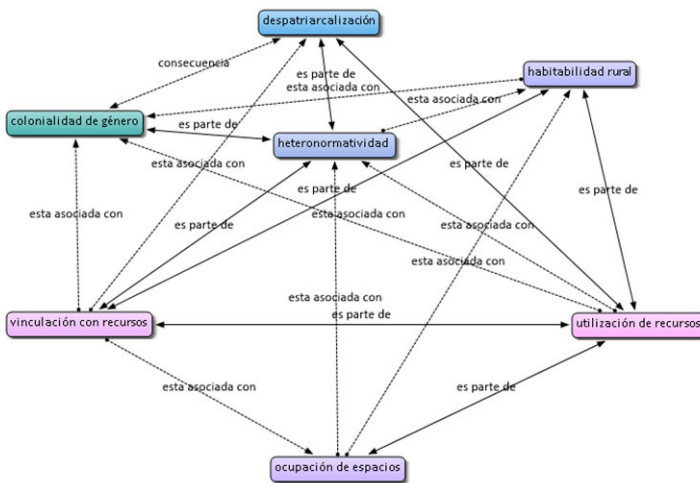 despatriarcalización
consecuencia
habitabilidad rural
es parte de
esta asociada con
esta asociada con
colonialidad de género
es parte de
heteronormatividad
esta asociada con
es parte de
es parte de
esta asociada con
esta asociada con
es parte de
es parte de
esta asociada con
esta asociada con
esta asociada con
vinculación con recursos
es parte de
utilización de recursos
esta asociada con
es parte de
ocupación de espacios